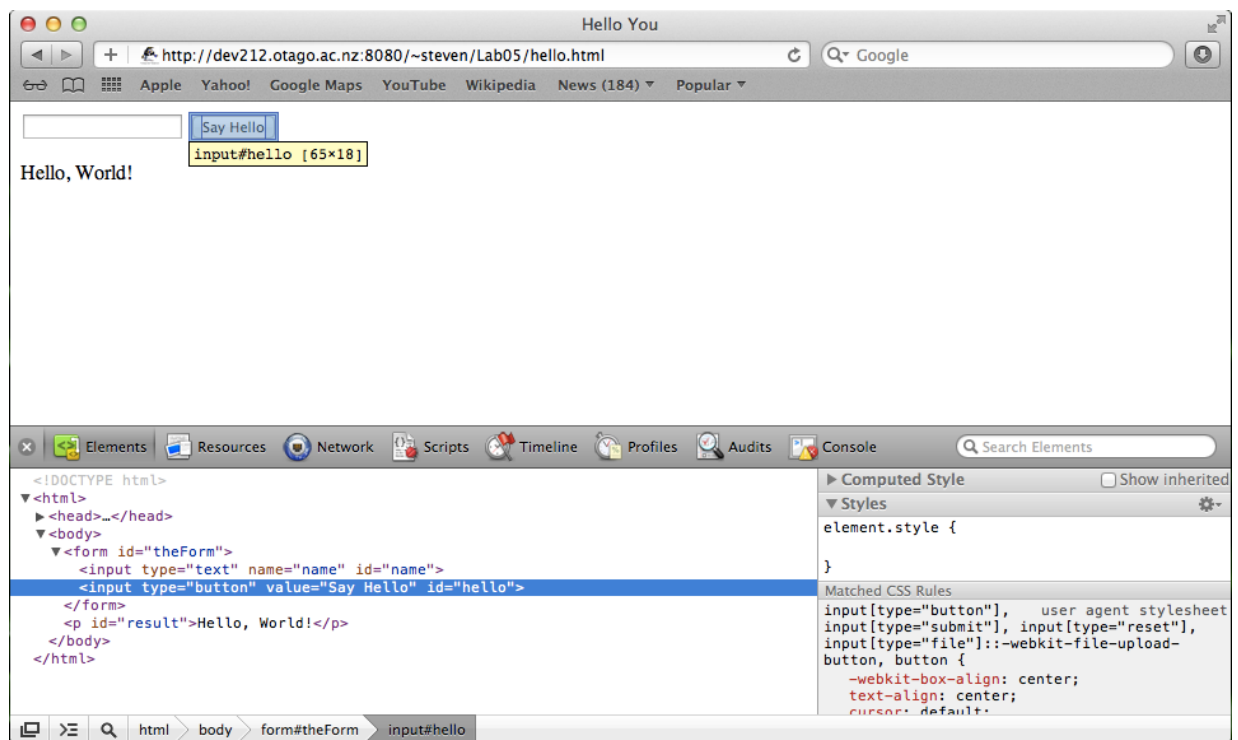 Hello You
http://dev212.otago.ac.nz:8080/~steven/Lab05/hello.html
Google
Apple Yahoo! Google Maps YouTube Wikipedia News (184) ▾ Popular ▾
Say Hello
input#hello [65×18]
Hello, World!
Elements Resources Network Scripts Timeline Profiles Audits Console Search Elements
<!DOCTYPE html>
▼<html>
▶<head>…</head>
▼<body>
▼<form id="theForm">
<input type="text" name="name" id="name">
<input type="button" value="Say Hello" id="hello">
</form>
<p id="result">Hello, World!</p>
</body>
</html>
▶ Computed Style Show inherited
▼ Styles
element.style {
}
Matched CSS Rules
input[type="button"], user agent stylesheet
input[type="submit"], input[type="reset"],
input[type="file"]::-webkit-file-upload-
button, button {
-webkit-box-align: center;
text-align: center;
cursor: default;
html body form#theForm input#hello